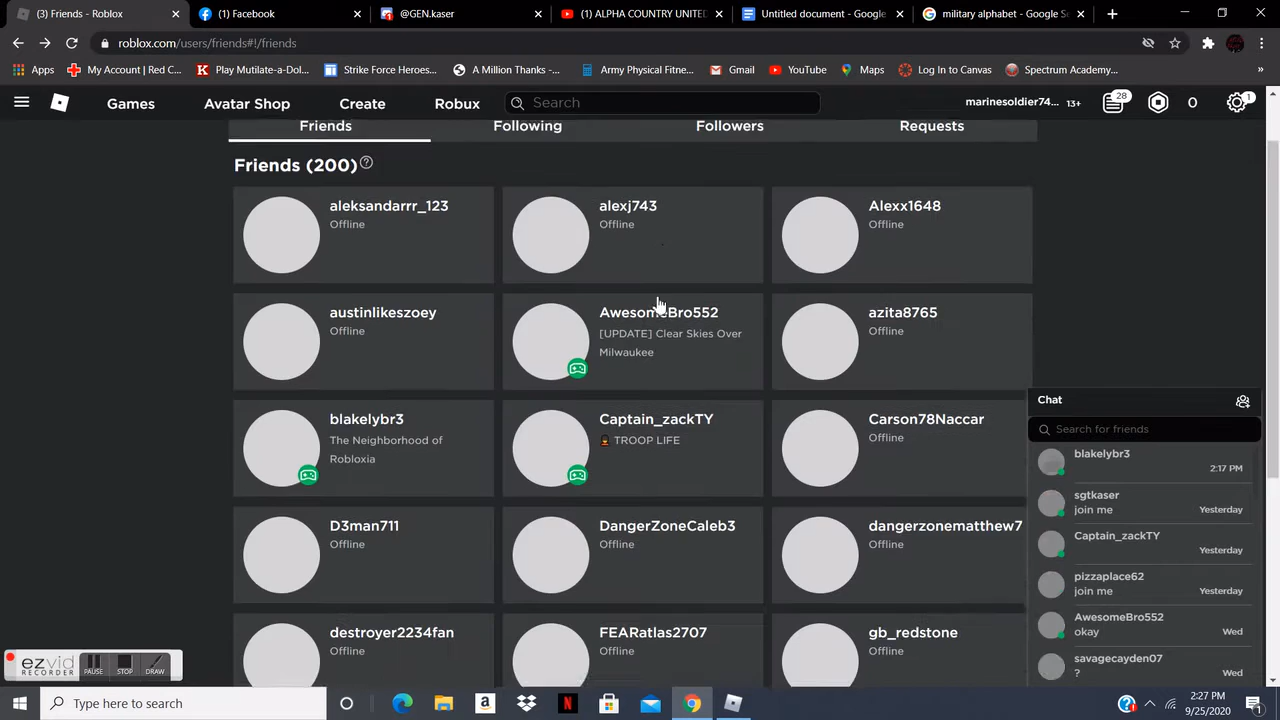 (3) Friends - Roblox
(1) Facebook
@GEN.kaser
(1) ALPHA COUNTRY UNITED
Untitled document - Google
military alphabet - Google Se
roblox.com/users/friends#!/friends
Apps
My Account | Red C...
Play Mutilate-a-Dol...
Strike Force Heroes...
A Million Thanks -...
Army Physical Fitne...
Gmail
YouTube
Maps
Log In to Canvas
Spectrum Academy...
»
Games
Avatar Shop
Create
Robux
Search
marinesoldier74...
13+
28
0
1
Friends
Following
Followers
Requests
Friends (200)
aleksandarrr_123
Offline
alexj743
Offline
Alexx1648
Offline
austinlikeszoey
Offline
AwesomeBro552
[UPDATE] Clear Skies Over
Milwaukee
azita8765
Offline
blakelybr3
The Neighborhood of
Robloxia
Captain_zackTY
TROOP LIFE
Carson78Naccar
Offline
D3man711
Offline
DangerZoneCaleb3
Offline
dangerzonematthew7
Offline
destroyer2234fan
Offline
FEARatlas2707
Offline
gb_redstone
Offline
Chat
Search for friends
blakelybr3
2:17 PM
sgtkaser
join me
Yesterday
Captain_zackTY
Yesterday
pizzaplace62
join me
Yesterday
AwesomeBro552
okay
Wed
savagecayden07
?
Wed
ezvid
RECORDER
PAUSE
STOP
DRAW
Type here to search
2:27 PM
9/25/2020
1